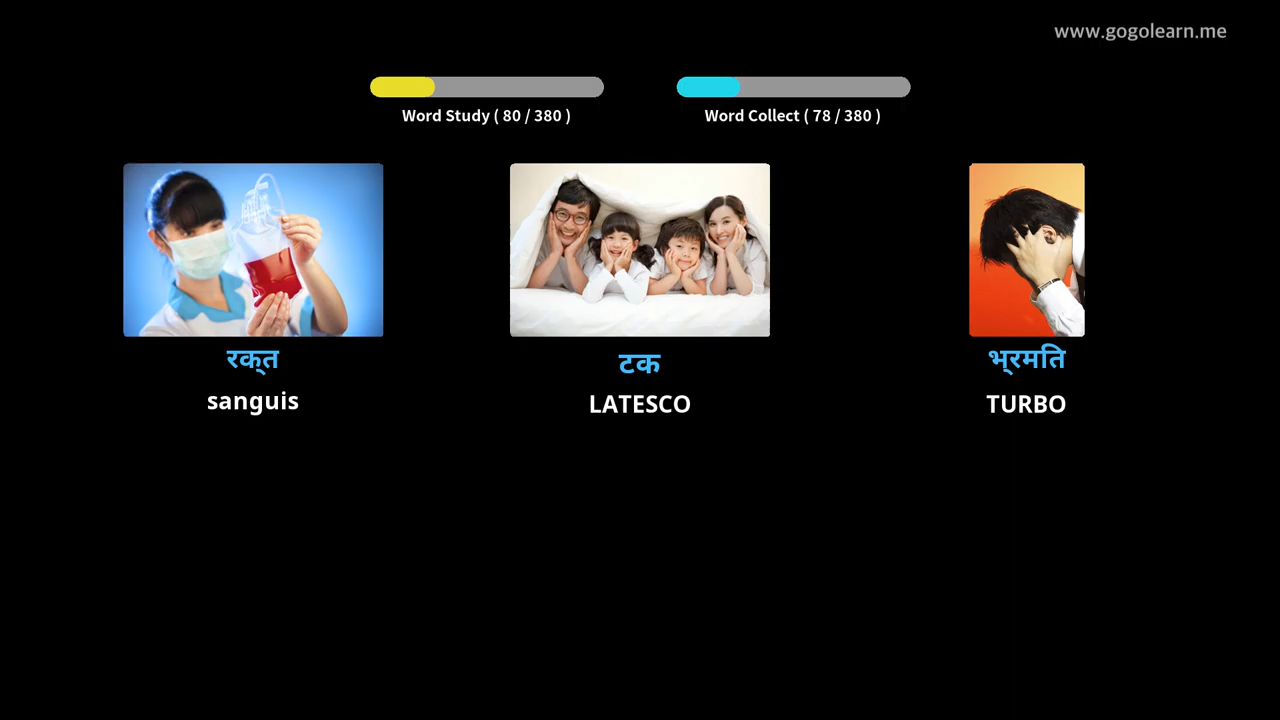 www.gogolearn.me
Word Study ( 80 / 380 )
Word Collect ( 78 / 380 )
रक्त
टक
भ्रमति
sanguis
LATESCO
TURBO